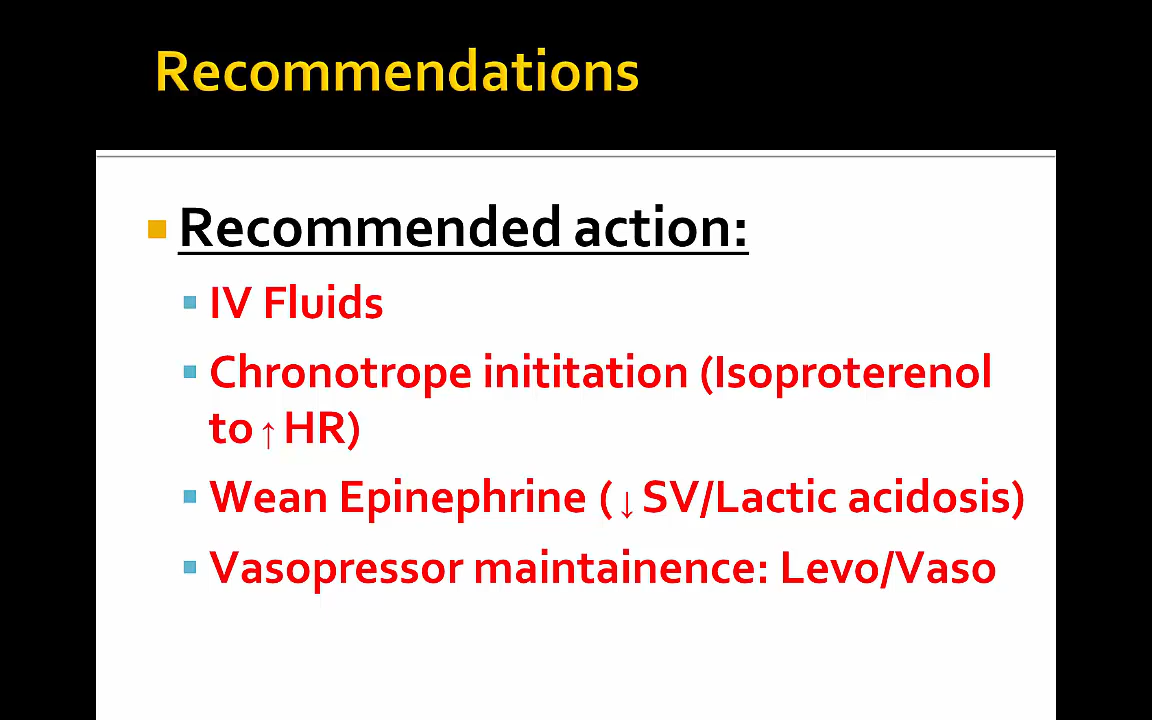 Recommendations
Recommended action:
IV Fluids
Chronotrope inititation (Isoproterenol
to ↑ HR)
Wean Epinephrine ( ↓ SV/Lactic acidosis)
Vasopressor maintainence: Levo/Vaso